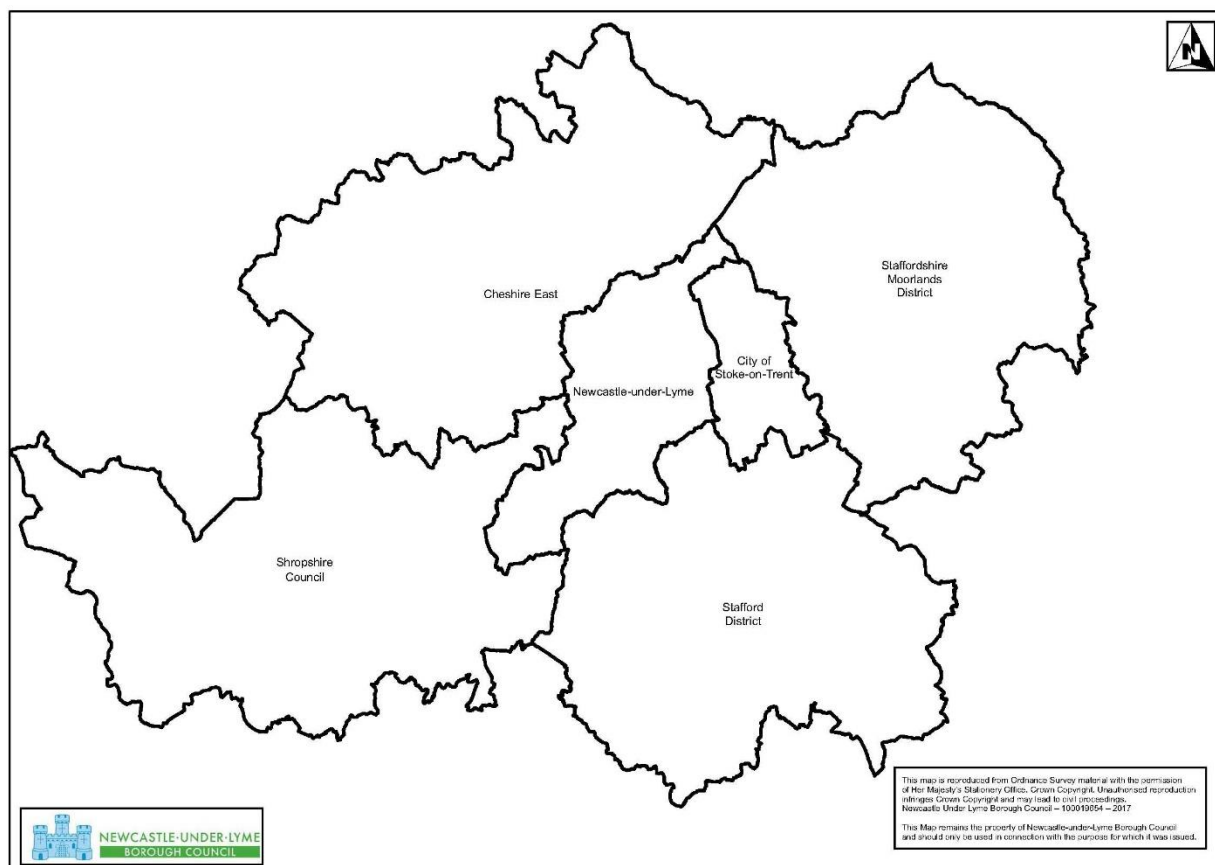 N
Cheshire East
Staffordshire
Moorlands
District
City of
Stoke-on-Trent
Newcastle-under-Lyme
Shropshire
Council
Stafford
District
This map is reproduced from Ordnance Survey material with the permission
of Her Majesty's Stationery Office. Crown Copyright. Unauthorised reproduction
infringes Crown Copyright and may lead to civil proceedings.
Newcastle Under Lyme Borough Council – 100019654 – 2017
This Map remains the property of Newcastle-under-Lyme Borough Council
and should only be used in connection with the purpose for which it was issued.
NEWCASTLE·UNDER·LYME
BOROUGH COUNCIL